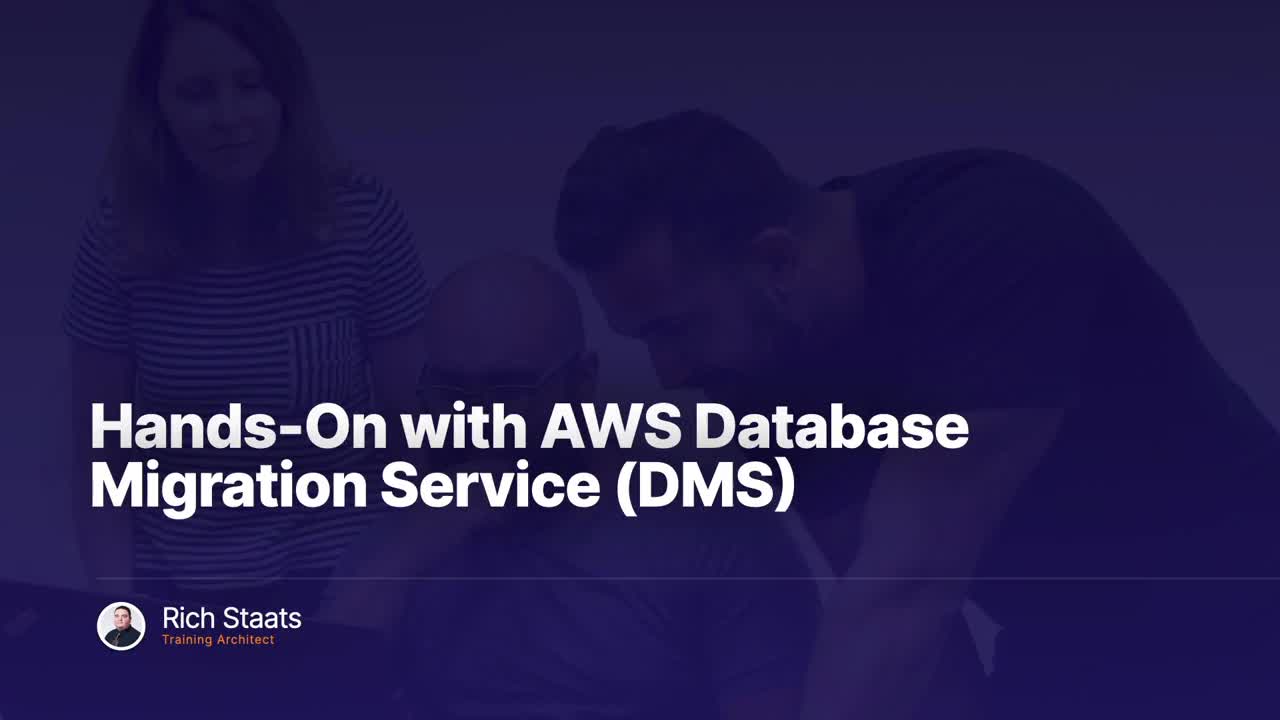 Hands-On with AWS Database
Migration Service (DMS)
Rich Staats
Training Architect